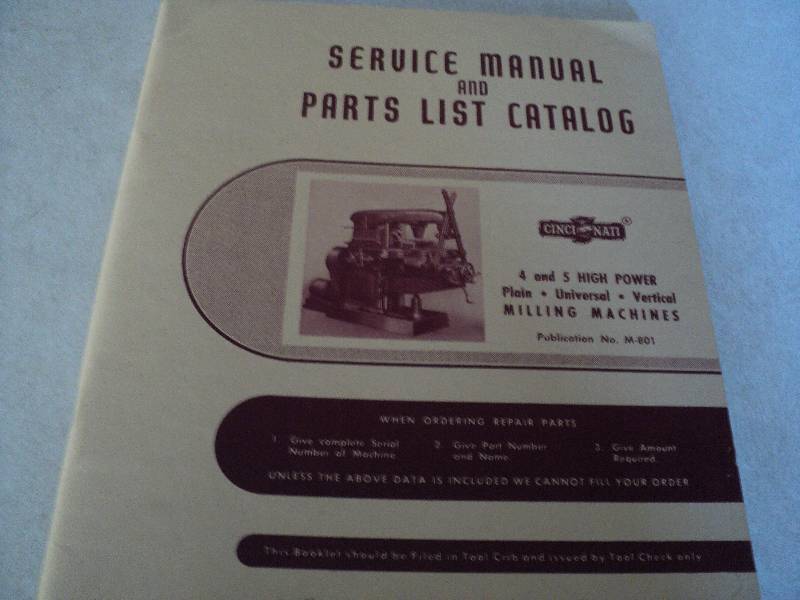 SERVICE MANUAL
AND
PARTS LIST CATALOG
CINCINNATI ®
4 and 5 HIGH POWER
Plain • Universal • Vertical
MILLING MACHINES
Publication No. M-801
WHEN ORDERING REPAIR PARTS
1. Give complete Serial Number of Machine
2. Give Part Number and Name
3. Give Amount Required.
UNLESS THE ABOVE DATA IS INCLUDED WE CANNOT FILL YOUR ORDER
This Booklet should be Filed in Tool Crib and issued by Tool Check only